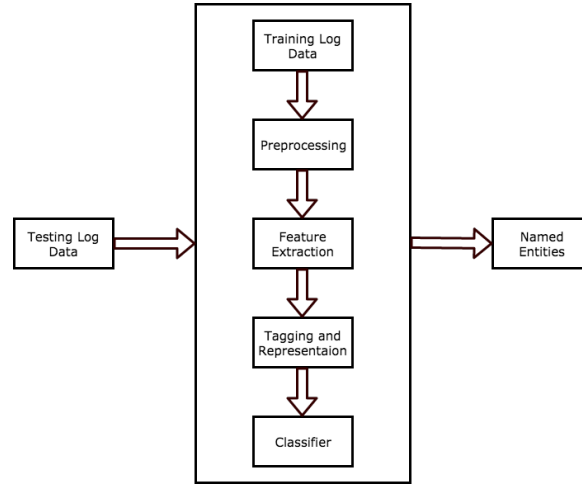 Training Log
Data
Preprocessing
Testing Log
Data
Feature
Extraction
Named
Entities
Tagging and
Representaion
Classifier